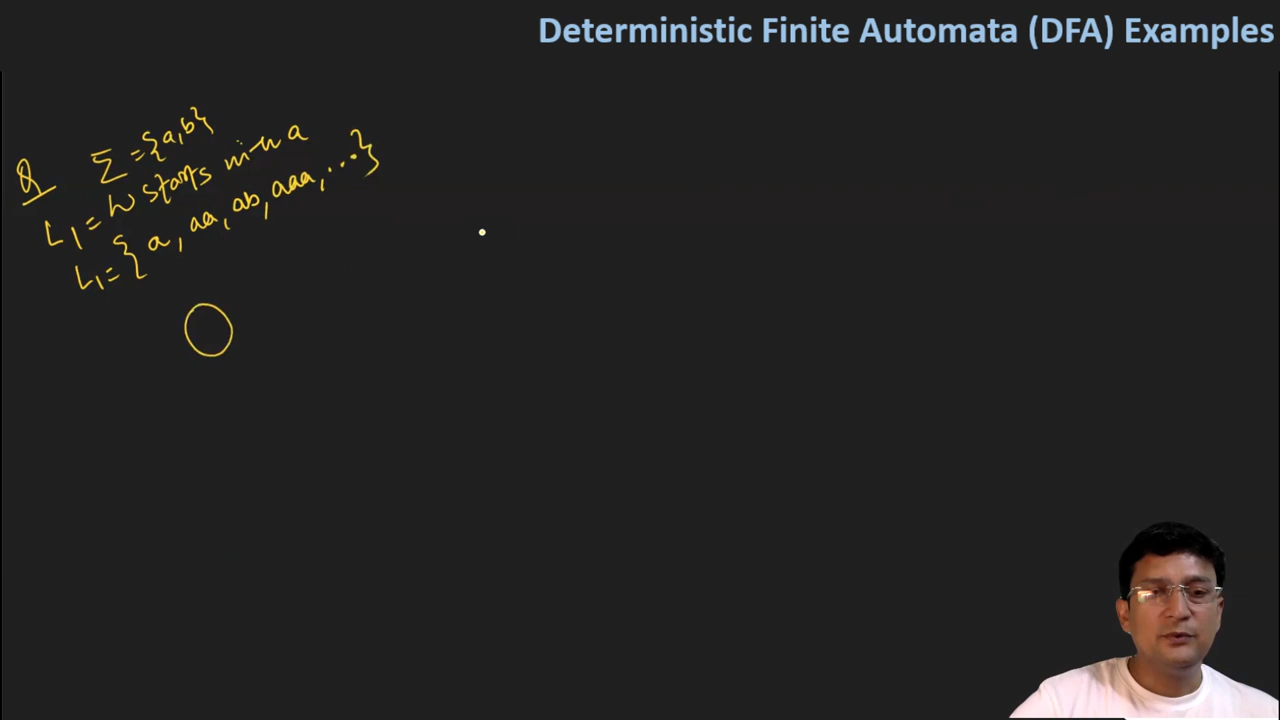 Deterministic Finite Automata (DFA) Examples
Q Σ = {a, b}
L1 = W starts with a
L1 = { a, aa, ab, aaa, ... }